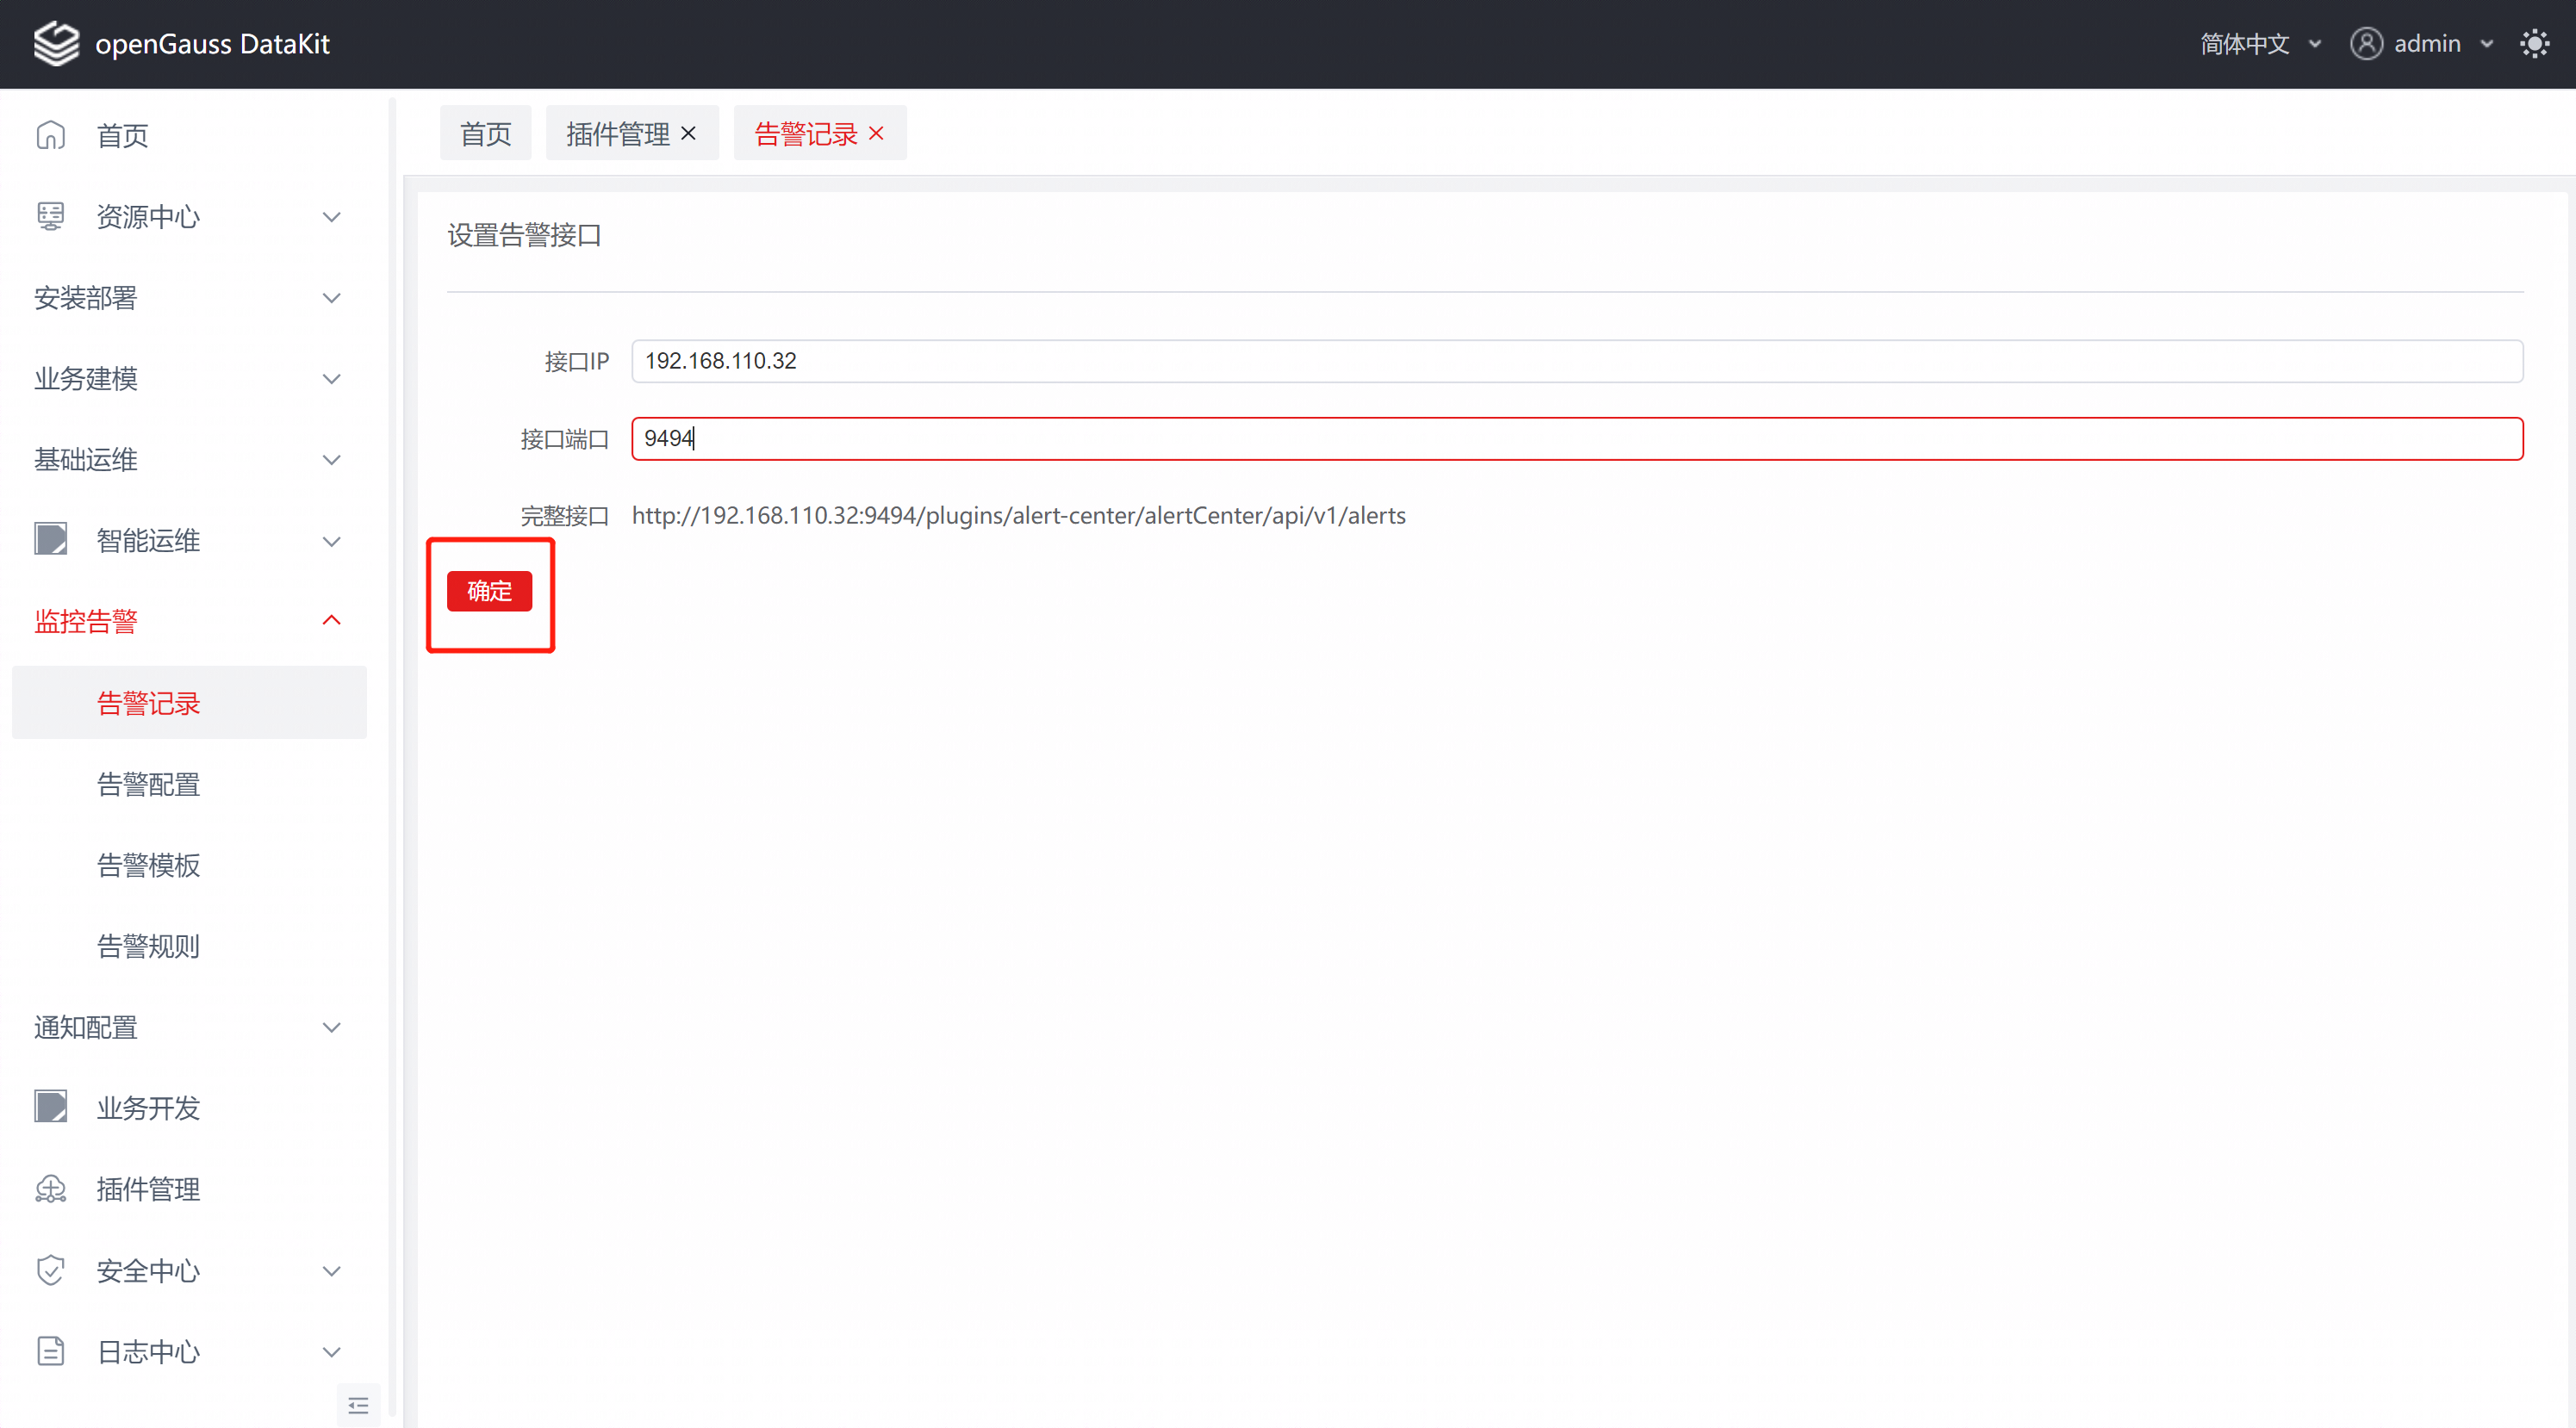 openGauss DataKit
简体中文
admin
首页
资源中心
安装部署
业务建模
基础运维
智能运维
监控告警
告警记录
告警配置
告警模板
告警规则
通知配置
业务开发
插件管理
安全中心
日志中心
首页 插件管理 告警记录
设置告警接口
接口IP 192.168.110.32
接口端口 9494
完整接口 http://192.168.110.32:9494/plugins/alert-center/alertCenter/api/v1/alerts
确定